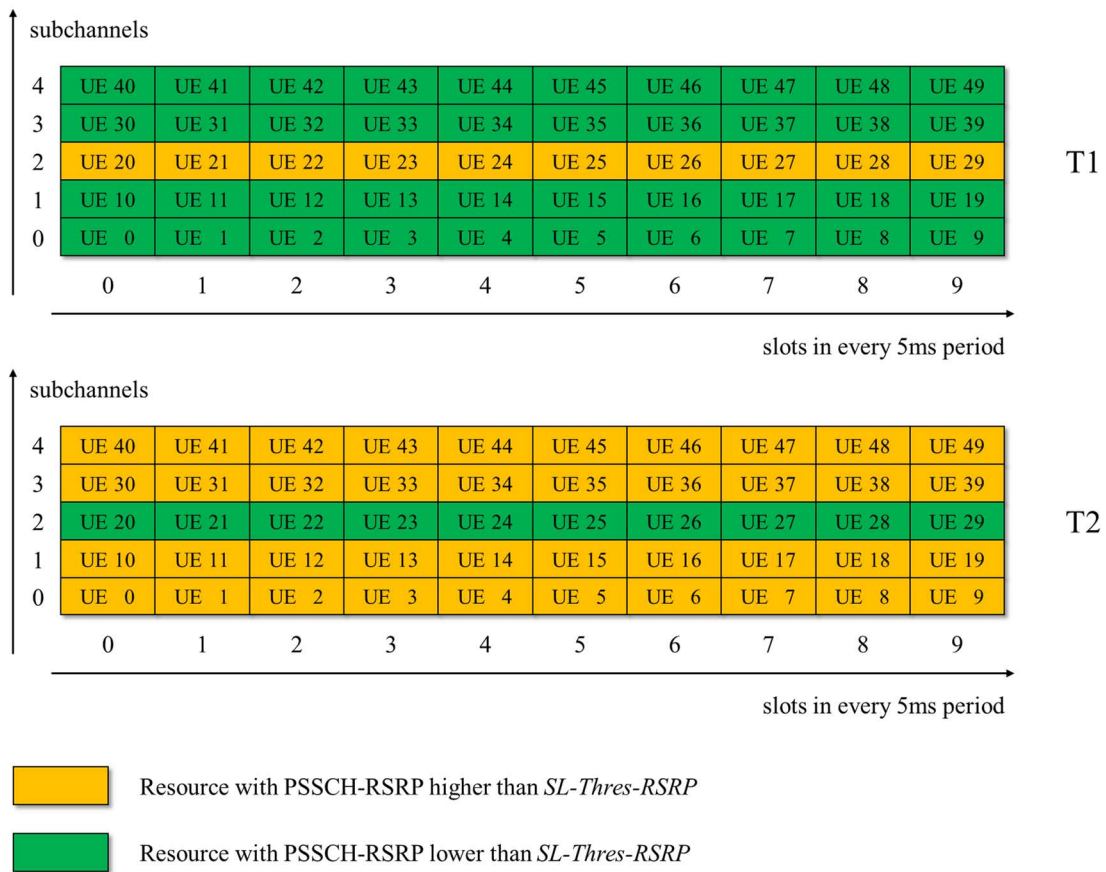 subchannels
4 UE 40 UE 41 UE 42 UE 43 UE 44 UE 45 UE 46 UE 47 UE 48 UE 49
3 UE 30 UE 31 UE 32 UE 33 UE 34 UE 35 UE 36 UE 37 UE 38 UE 39
2 UE 20 UE 21 UE 22 UE 23 UE 24 UE 25 UE 26 UE 27 UE 28 UE 29 T1
1 UE 10 UE 11 UE 12 UE 13 UE 14 UE 15 UE 16 UE 17 UE 18 UE 19
0 UE 0 UE 1 UE 2 UE 3 UE 4 UE 5 UE 6 UE 7 UE 8 UE 9
0 1 2 3 4 5 6 7 8 9
slots in every 5ms period
subchannels
4 UE 40 UE 41 UE 42 UE 43 UE 44 UE 45 UE 46 UE 47 UE 48 UE 49
3 UE 30 UE 31 UE 32 UE 33 UE 34 UE 35 UE 36 UE 37 UE 38 UE 39
2 UE 20 UE 21 UE 22 UE 23 UE 24 UE 25 UE 26 UE 27 UE 28 UE 29 T2
1 UE 10 UE 11 UE 12 UE 13 UE 14 UE 15 UE 16 UE 17 UE 18 UE 19
0 UE 0 UE 1 UE 2 UE 3 UE 4 UE 5 UE 6 UE 7 UE 8 UE 9
0 1 2 3 4 5 6 7 8 9
slots in every 5ms period
Resource with PSSCH-RSRP higher than SL-Thres-RSRP
Resource with PSSCH-RSRP lower than SL-Thres-RSRP